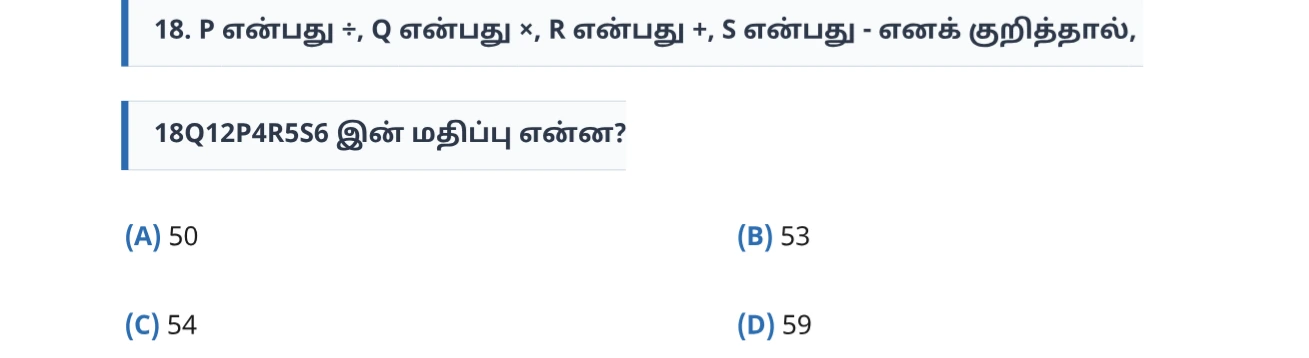 18. P என்பது ÷, Q என்பது ×, R என்பது +, S என்பது - எனக் குறித்தால்,
18Q12P4R5S6 இன் மதிப்பு என்ன?
(A) 50 (B) 53
(C) 54 (D) 59